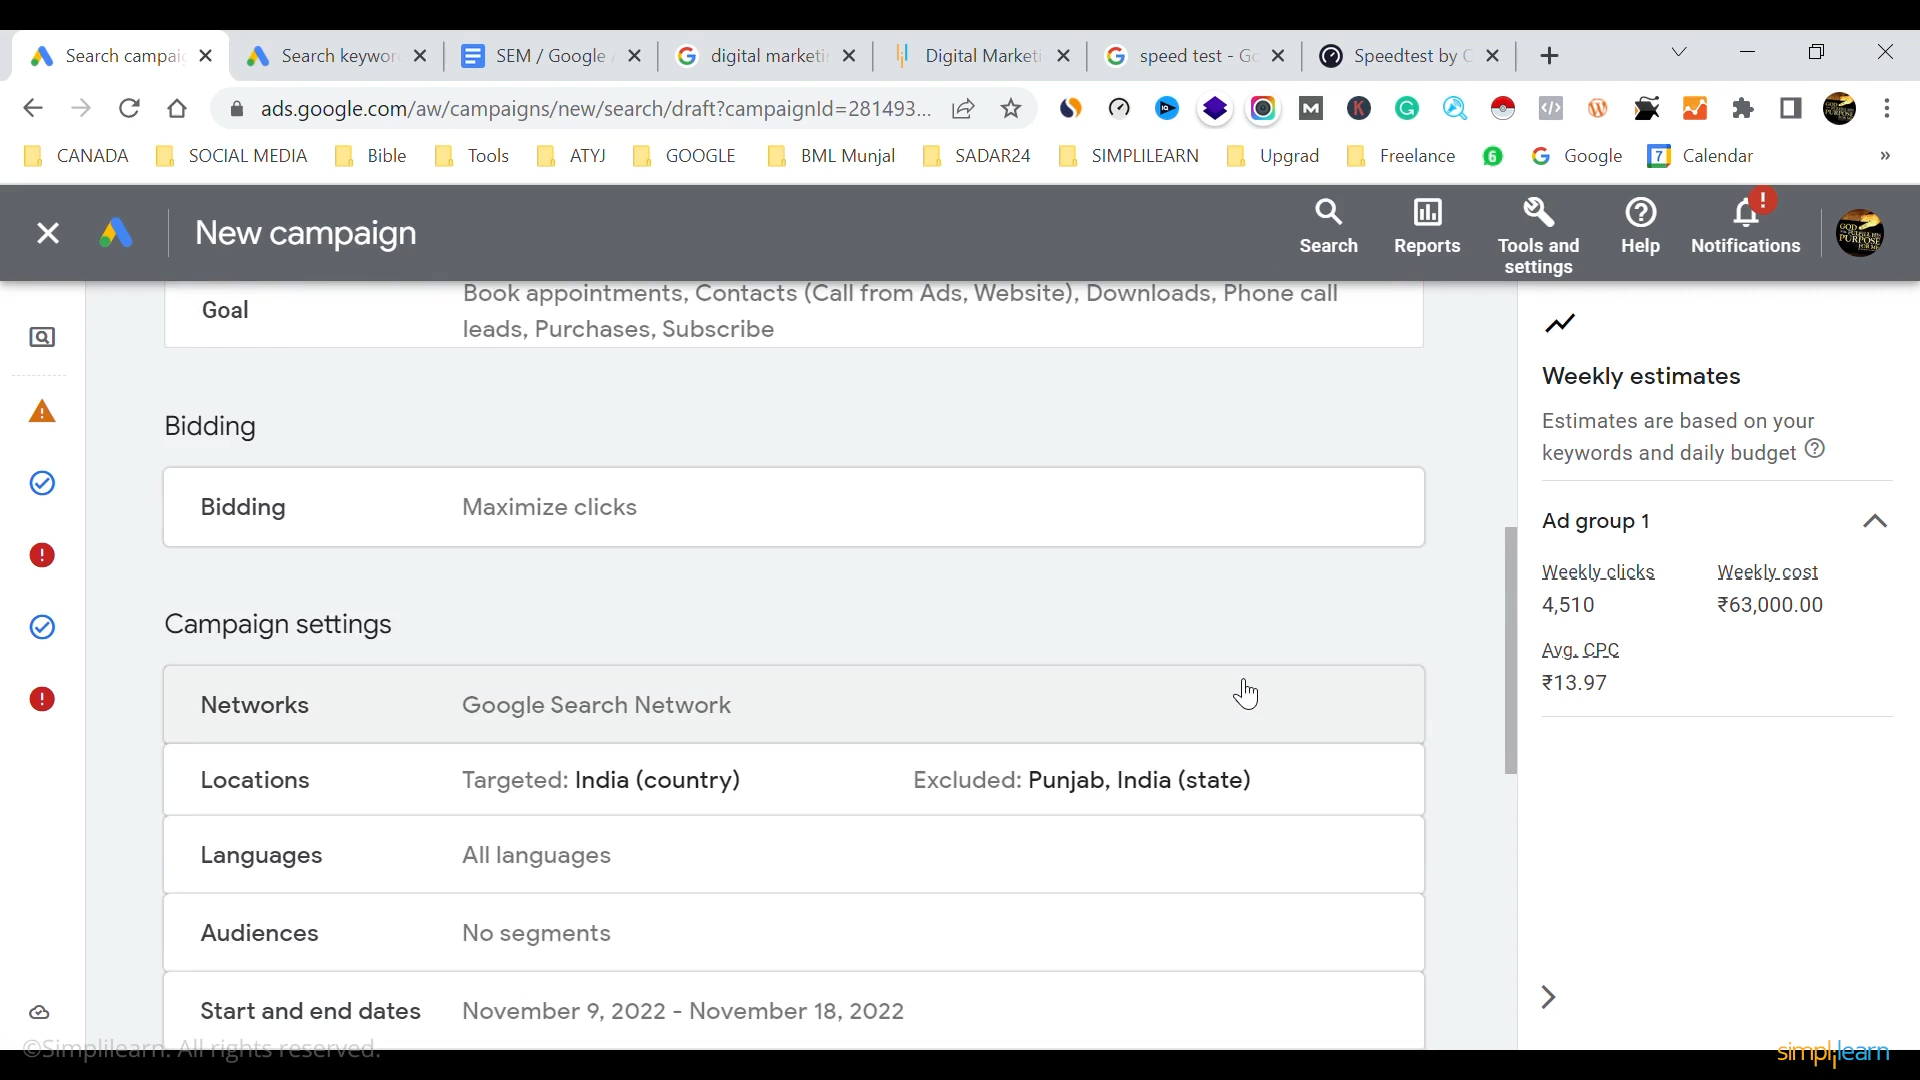 Search campai
Search keywor
SEM / Google
digital marketi
Digital Marketi
speed test - Go
Speedtest by
ads.google.com/aw/campaigns/new/search/draft?campaignId=281493...
CANADA
SOCIAL MEDIA
Bible
Tools
ATYJ
GOOGLE
BML Munjal
SADAR24
SIMPLILEARN
Upgrad
Freelance
Google
7
Calendar
»
New campaign
Search
Reports
Tools and
settings
Help
Notifications
Goal
Book appointments, Contacts (Call from Ads, Website), Downloads, Phone call
leads, Purchases, Subscribe
Bidding
Bidding
Maximize clicks
Campaign settings
Networks
Google Search Network
Locations
Targeted: India (country)
Excluded: Punjab, India (state)
Languages
All languages
Audiences
No segments
Start and end dates
November 9, 2022 - November 18, 2022
Weekly estimates
Estimates are based on your
keywords and daily budget
Ad group 1
Weekly clicks
Weekly cost
4,510
₹63,000.00
Avg. CPC
₹13.97
©Simplilearn. All rights reserved.
simplilearn